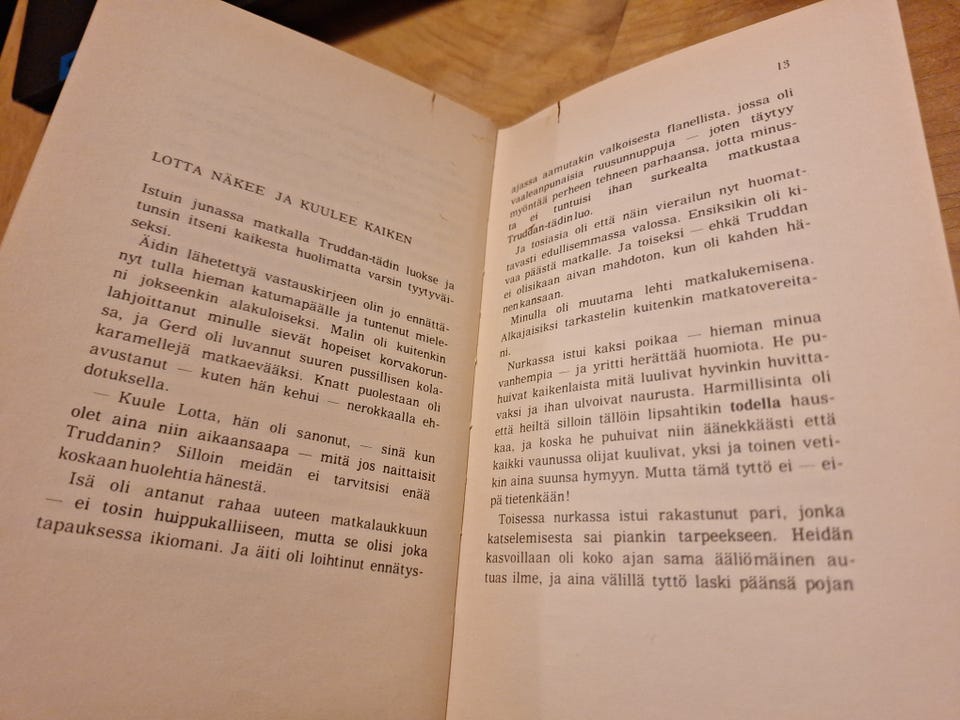 LOTTA NÄKEE JA KUULEE KAIKEN
Istuin junassa matkalla Truddan-tädin luokse ja
tunsin itseni kaikesta huolimatta varsin tyytyväi-
seksi.
Äidin lähetettyä vastauskirjeen olin jo ennättä-
nyt tulla hieman katumapäälle ja tuntenut miele-
ni jokseenkin alakuloiseksi. Malin oli kuitenkin
lahjoittanut minulle sievät hopeiset korvakorun-
sa, ja Gerd oli luvannut suuren pussillisen kola-
karamellejä matkaevääksi. Knatt puolestaan oli
avustanut — kuten hän kehui — nerokkaalla eh-
dotuksella.
— Kuule Lotta, hän oli sanonut, — sinä kun
olet aina niin aikaansaapa — mitä jos naittaisit
Truddanin? Silloin meidän ei tarvitsisi enää
koskaan huolehtia hänestä.
Isä oli antanut rahaa uuteen matkalaukkuun
— ei tosin huippukalliiseen, mutta se olisi joka
tapauksessa ikiomani. Ja äiti oli loihtinut ennätys-
13
ajassa aamutakin valkoisesta flanellista, jossa oli
vaaleanpunaisia ruusunnuppuja — joten täytyy
myöntää perheen tehneen parhaansa, jotta minus-
ta ei tuntuisi ihan surkealta matkustaa
Truddan-tädin luo.
Ja tosiasia oli että näin vierailun nyt huomat-
tavasti edullisemmassa valossa. Ensiksikin oli ki-
vaa päästä matkalle. Ja toiseksi — ehkä Truddan
ei olisikaan aivan mahdoton, kun oli kahden hä-
nen kanssaan.
Minulla oli muutama lehti matkalukemisena.
Alkajaisiksi tarkastelin kuitenkin matkatovereita-
ni.
Nurkassa istui kaksi poikaa — hieman minua
vanhempia — ja yritti herättää huomiota. He pu-
huivat kaikenlaista mitä luulivat hyvinkin huvitta-
vaksi ja ihan ulvoivat naurusta. Harmillisinta oli
että heiltä silloin tällöin lipsahtikin todella haus-
kaa, ja koska he puhuivat niin äänekkäästi että
kaikki vaunussa olijat kuulivat, yksi ja toinen veti-
kin aina suunsa hymyyn. Mutta tämä tyttö ei — ei-
pä tietenkään!
Toisessa nurkassa istui rakastunut pari, jonka
katselemisesta sai piankin tarpeekseen. Heidän
kasvoillaan oli koko ajan sama ääliömäinen au-
tuas ilme, ja aina välillä tyttö laski päänsä pojan